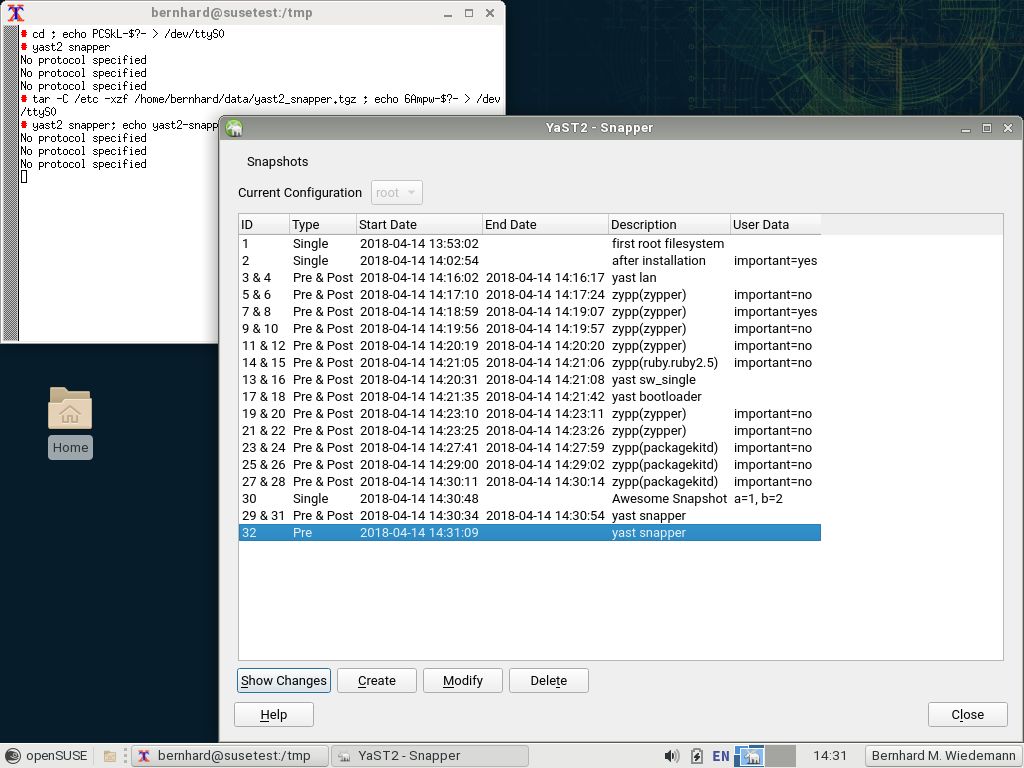 bernhard@susetest:/tmp
# cd ; echo PCSkL-$?- > /dev/ttyS0
# yast2 snapper
No protocol specified
No protocol specified
No protocol specified
# tar -C /etc -xzf /home/bernhard/data/yast2_snapper.tgz ; echo 6Ampw-$?- > /dev
/ttyS0
# yast2 snapper; echo yast2-snapp
No protocol specified
No protocol specified
No protocol specified
Home
YaST2 - Snapper
Snapshots
Current Configuration root
ID Type Start Date End Date Description User Data
1 Single 2018-04-14 13:53:02 first root filesystem
2 Single 2018-04-14 14:02:54 after installation important=yes
3 & 4 Pre & Post 2018-04-14 14:16:02 2018-04-14 14:16:17 yast lan
5 & 6 Pre & Post 2018-04-14 14:17:10 2018-04-14 14:17:24 zypp(zypper) important=no
7 & 8 Pre & Post 2018-04-14 14:18:59 2018-04-14 14:19:07 zypp(zypper) important=yes
9 & 10 Pre & Post 2018-04-14 14:19:56 2018-04-14 14:19:57 zypp(zypper) important=no
11 & 12 Pre & Post 2018-04-14 14:20:19 2018-04-14 14:20:20 zypp(zypper) important=no
14 & 15 Pre & Post 2018-04-14 14:21:05 2018-04-14 14:21:06 zypp(ruby.ruby2.5) important=no
13 & 16 Pre & Post 2018-04-14 14:20:31 2018-04-14 14:21:08 yast sw_single
17 & 18 Pre & Post 2018-04-14 14:21:35 2018-04-14 14:21:42 yast bootloader
19 & 20 Pre & Post 2018-04-14 14:23:10 2018-04-14 14:23:11 zypp(zypper) important=no
21 & 22 Pre & Post 2018-04-14 14:23:25 2018-04-14 14:23:26 zypp(zypper) important=no
23 & 24 Pre & Post 2018-04-14 14:27:41 2018-04-14 14:27:59 zypp(packagekitd) important=no
25 & 26 Pre & Post 2018-04-14 14:29:00 2018-04-14 14:29:02 zypp(packagekitd) important=no
27 & 28 Pre & Post 2018-04-14 14:30:11 2018-04-14 14:30:14 zypp(packagekitd) important=no
30 Single 2018-04-14 14:30:48 Awesome Snapshot a=1, b=2
29 & 31 Pre & Post 2018-04-14 14:30:34 2018-04-14 14:30:54 yast snapper
32 Pre 2018-04-14 14:31:09 yast snapper
Show Changes Create Modify Delete
Help Close
openSUSE bernhard@susetest:/tmp YaST2 - Snapper EN 14:31 Bernhard M. Wiedemann